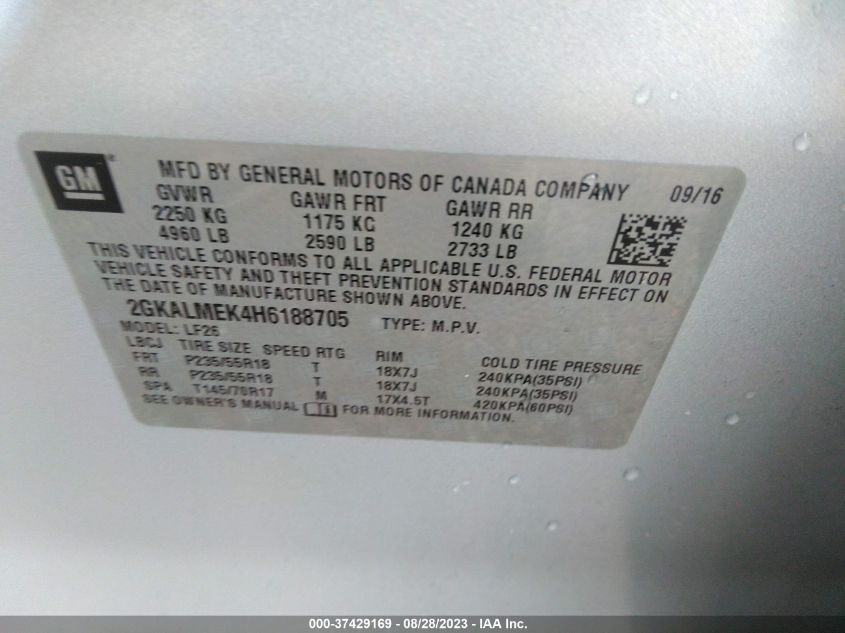 GM
MFD BY GENERAL MOTORS OF CANADA COMPANY 09/16
GVWR GAWR FRT GAWR RR
2250 KG 1175 KG 1240 KG
4960 LB 2590 LB 2733 LB
THIS VEHICLE CONFORMS TO ALL APPLICABLE U.S. FEDERAL MOTOR
VEHICLE SAFETY AND THEFT PREVENTION STANDARDS IN EFFECT ON
THE DATE OF MANUFACTURE SHOWN ABOVE.
2GKALMEK4H6188705 TYPE: M.P.V.
MODEL: LF26
LBCJ TIRE SIZE SPEED RTG RIM COLD TIRE PRESSURE
FRT P235/55R18 T 18X7J 240KPA(35PSI)
RR P235/55R18 T 18X7J 240KPA(35PSI)
SPA T145/70R17 M 17X4.5T 420KPA(60PSI)
SEE OWNER'S MANUAL FOR MORE INFORMATION.
000-37429169 - 08/28/2023 - IAA Inc.